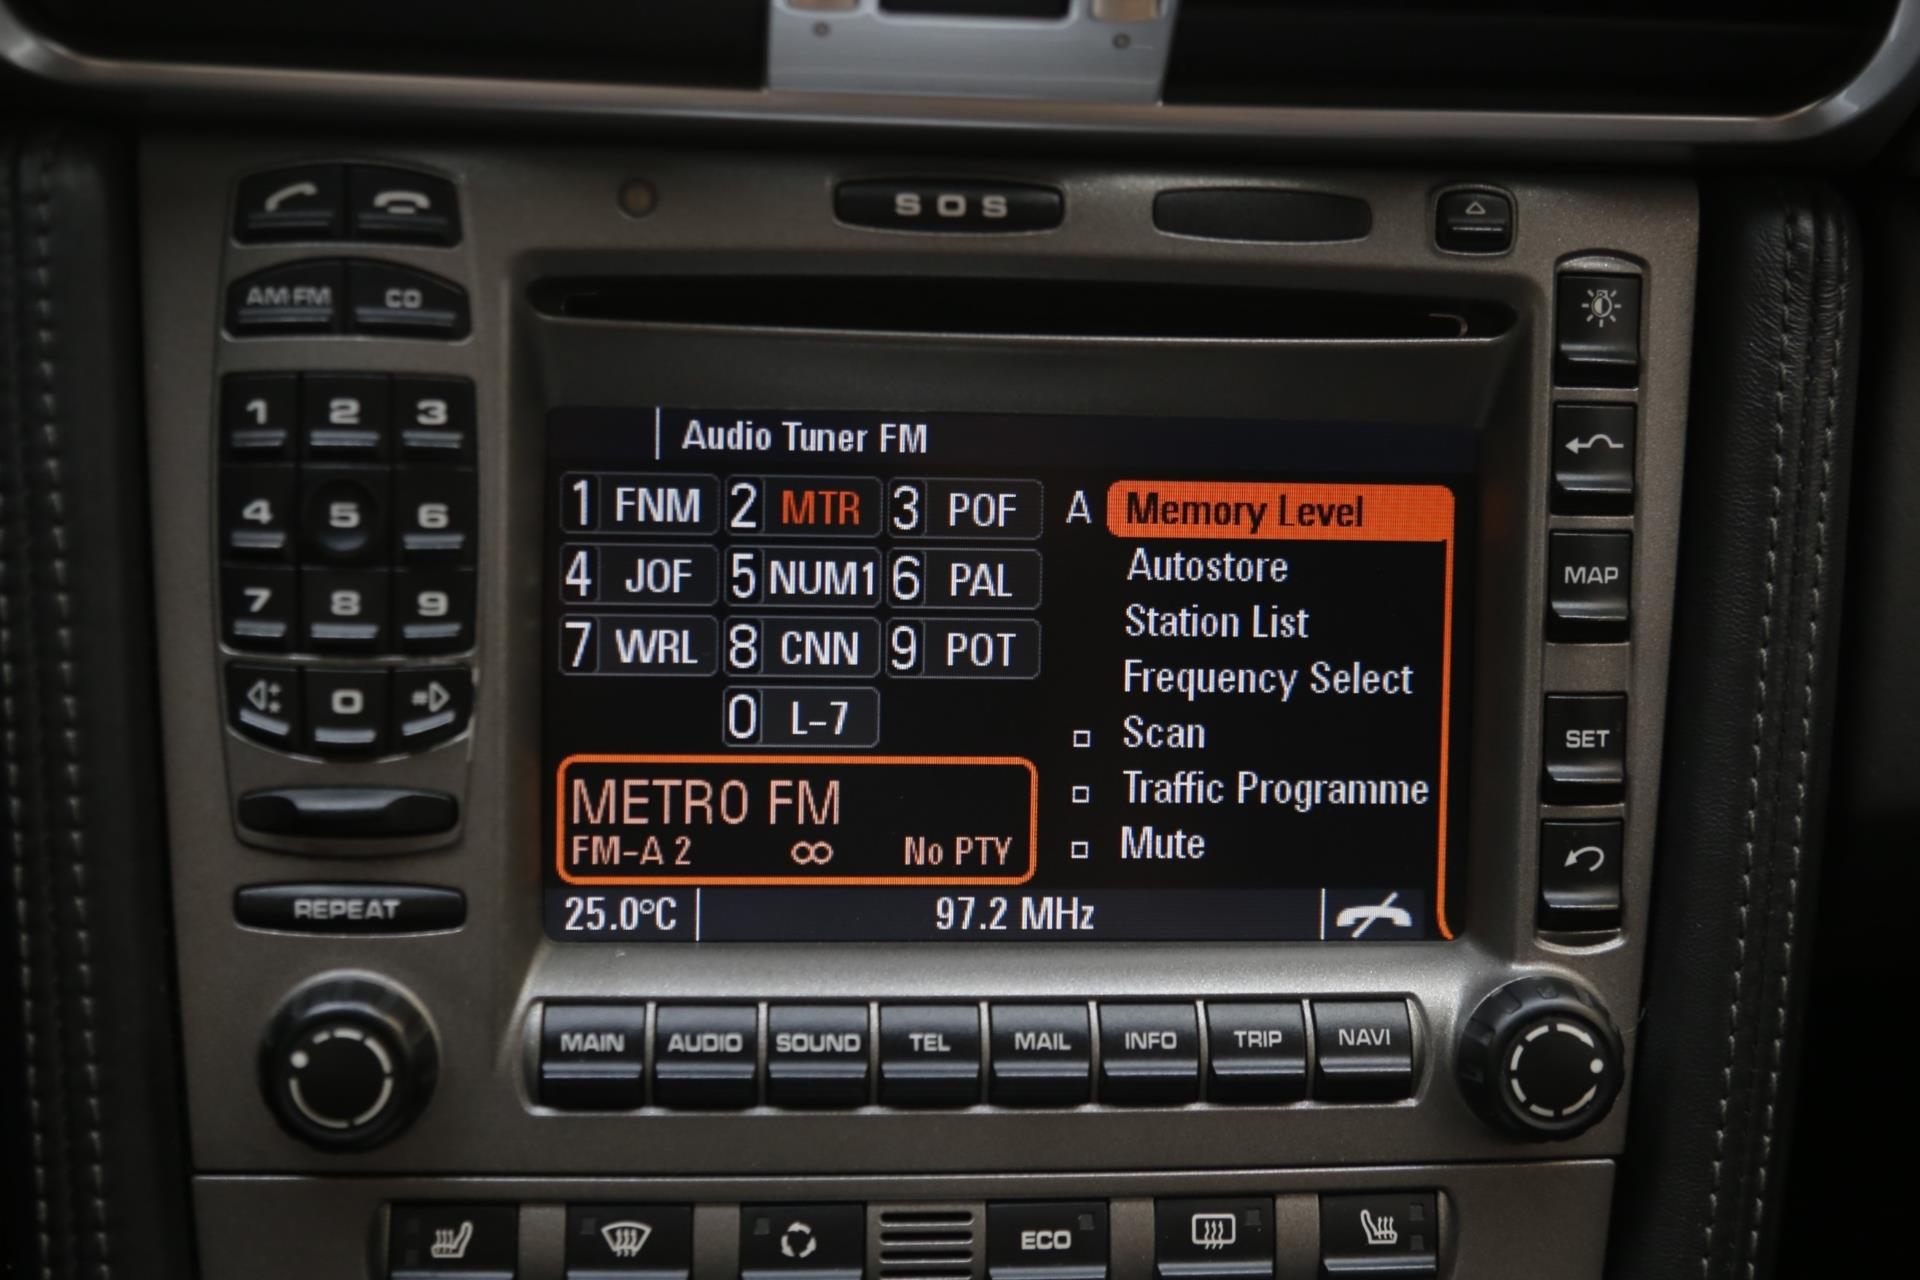 SOS
AM·FM CD
1 2 3
4 5 6
7 8 9
0
REPEAT
Audio Tuner FM
1 FNM 2 MTR 3 POF
4 JOF 5 NUM1 6 PAL
7 WRL 8 CNN 9 POT
0 L-7
METRO FM
FM-A 2 ∞ No PTY
A Memory Level
Autostore
Station List
Frequency Select
Scan
Traffic Programme
Mute
25.0°C 97.2 MHz
MAP
SET
MAIN AUDIO SOUND TEL MAIL INFO TRIP NAVI
ECO